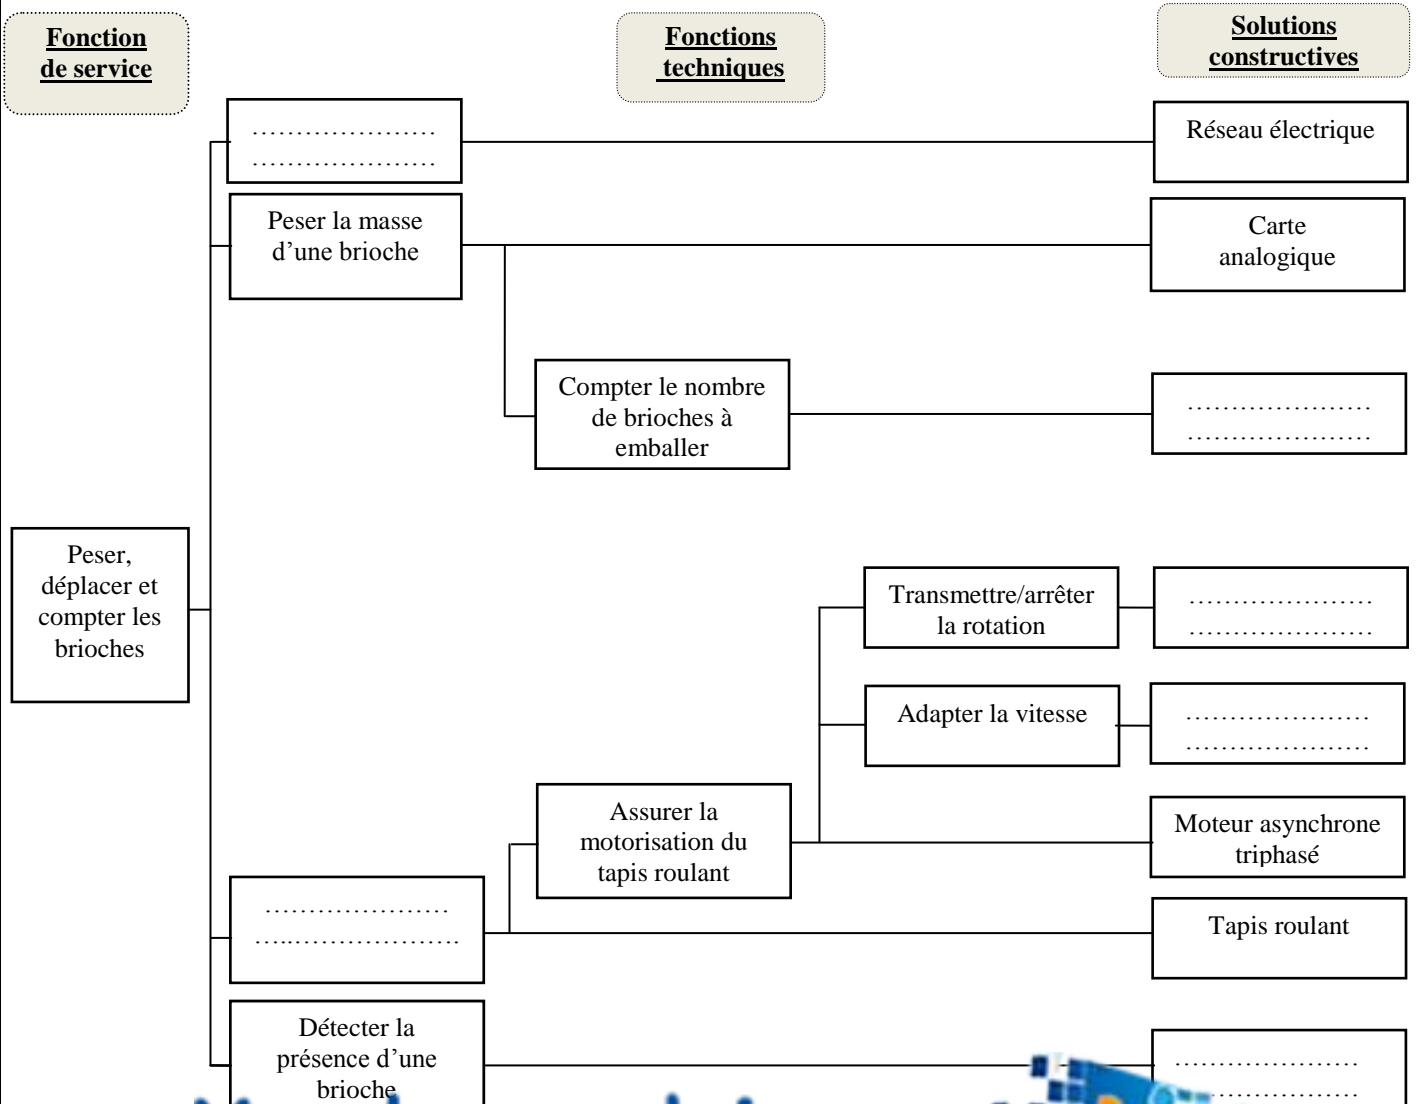 Fonction
de service
Fonctions
techniques
Solutions
constructives
…………………
…………………
Réseau électrique
Peser la masse
d’une brioche
Carte
analogique
Compter le nombre
de brioches à
emballer
…………………
…………………
Peser,
déplacer et
compter les
brioches
Transmettre/arrêter
la rotation
…………………
…………………
Adapter la vitesse
…………………
…………………
Assurer la
motorisation du
tapis roulant
Moteur asynchrone
triphasé
…………………
…..……………….
Tapis roulant
Détecter la
présence d’une
brioche
…………………
…………………